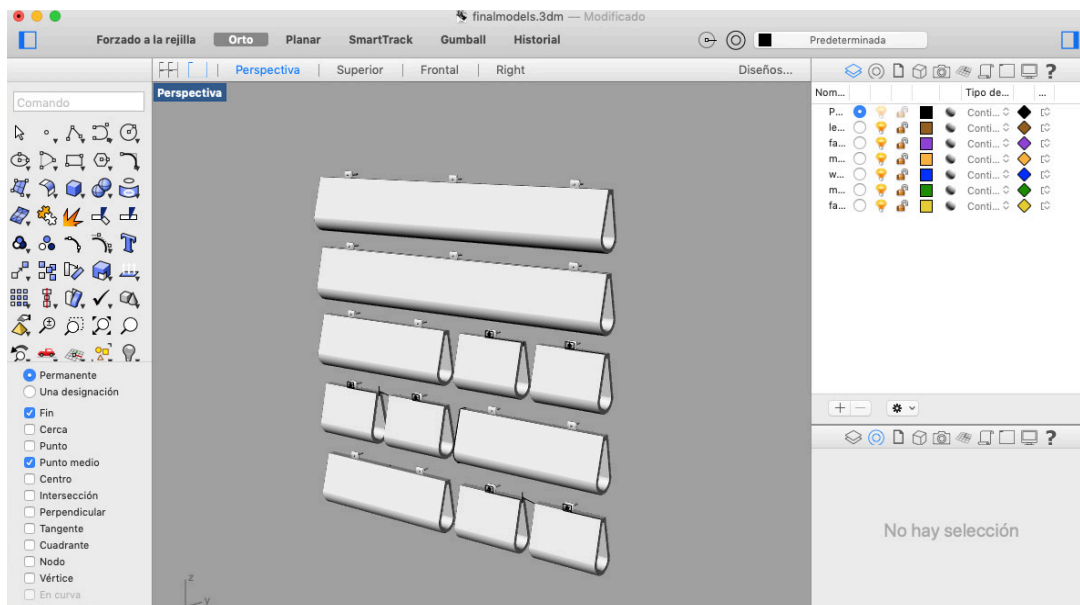 finalmodels.3dm — Modificado
Forzado a la rejilla Orto Planar SmartTrack Gumball Historial Predeterminada
Perspectiva Superior Frontal Right Diseños...
Comando
Perspectiva
Nom... Tipo de... ...
P... Conti...
le... Conti...
fa... Conti...
m... Conti...
w... Conti...
m... Conti...
fa... Conti...
Permanente
Una designación
Fin
Cerca
Punto
Punto medio
Centro
Intersección
Perpendicular
Tangente
Cuadrante
Nodo
Vértice
En curva
No hay selección
z
y